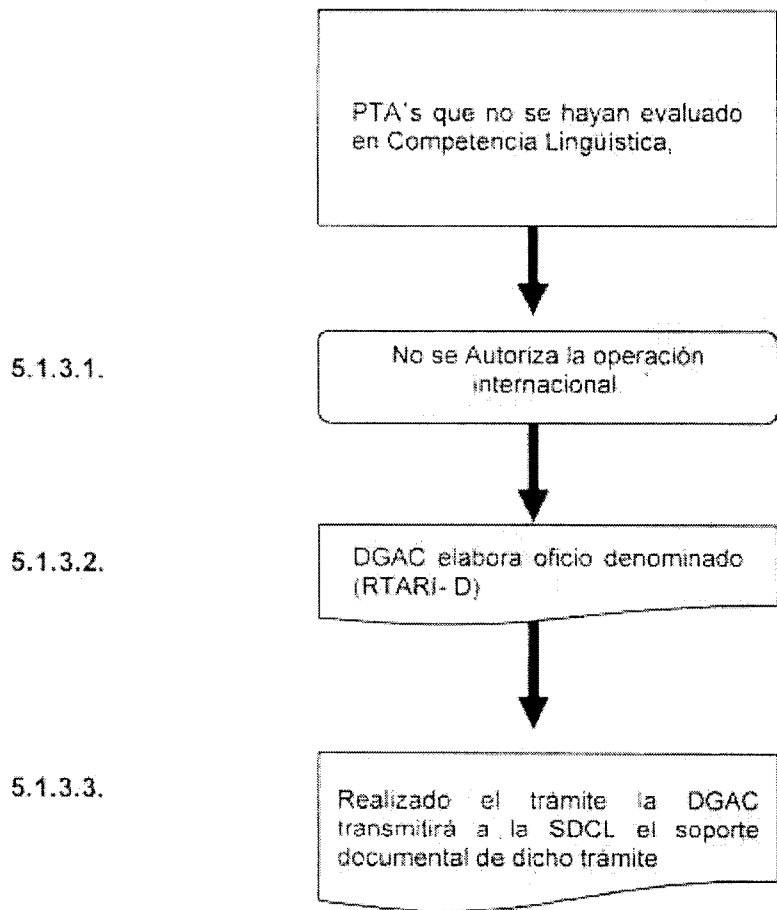 PTA's que no se hayan evaluado
en Competencia Lingüística,
5.1.3.1.
No se Autoriza la operación
internacional.
5.1.3.2.
DGAC elabora oficio denominado
(RTARI- D)
5.1.3.3.
Realizado el trámite la DGAC
transmitirá a la SDCL el soporte
documental de dicho trámite